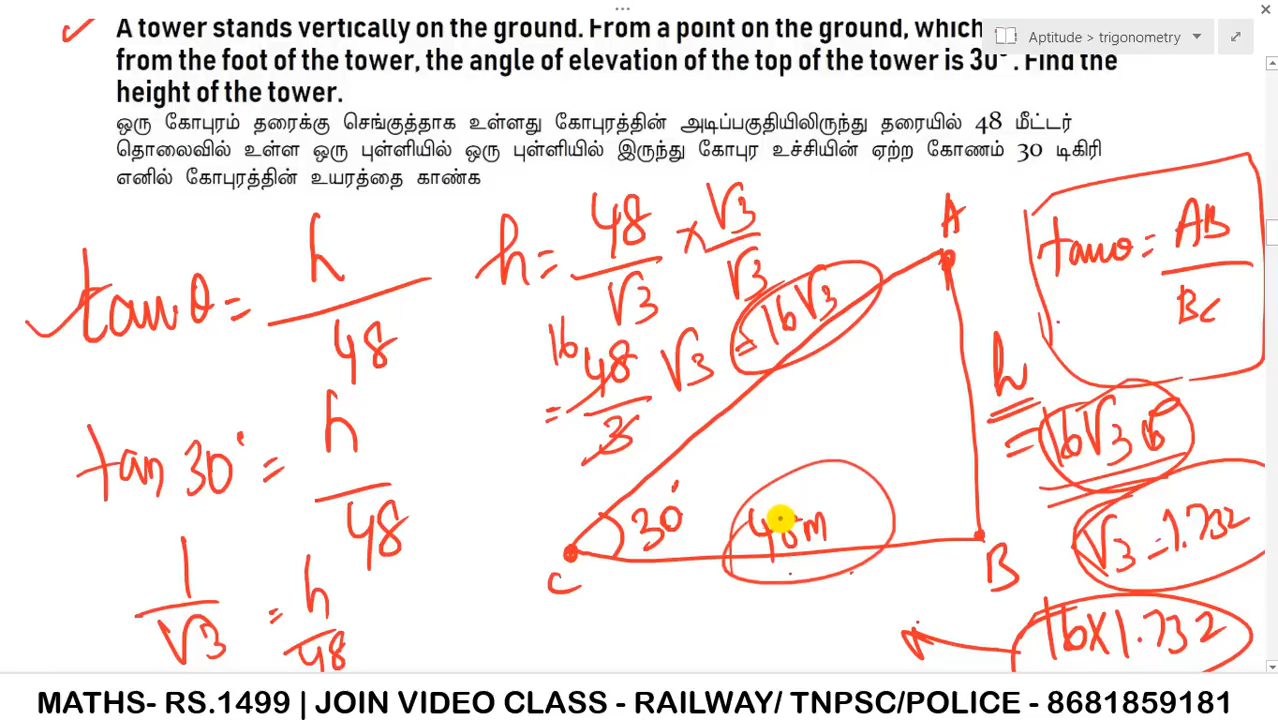 A tower stands vertically on the ground. From a point on the ground, which
Aptitude > trigonometry
from the foot of the tower, the angle of elevation of the top of the tower is 30°. Find the
height of the tower.
ஒரு கோபுரம் தரைக்கு செங்குத்தாக உள்ளது கோபுரத்தின் அடிப்பகுதியிலிருந்து தரையில் 48 மீட்டர்
தொலைவில் உள்ள ஒரு புள்ளியில் ஒரு புள்ளியில் இருந்து கோபுர உச்சியின் ஏற்ற கோணம் 30 டிகிரி
எனில் கோபுரத்தின் உயரத்தை காண்க
tanθ = h/48
h = 48/√3 × √3/√3
= 48/3 √3 = 16√3
16
A
tanθ = AB/BC
tan 30° = h/48
h
= 16√3
30°
48m
C
B
√3 = 1.732
1/√3 = h/48
16×1.732
MATHS- RS.1499 | JOIN VIDEO CLASS - RAILWAY/ TNPSC/POLICE - 8681859181